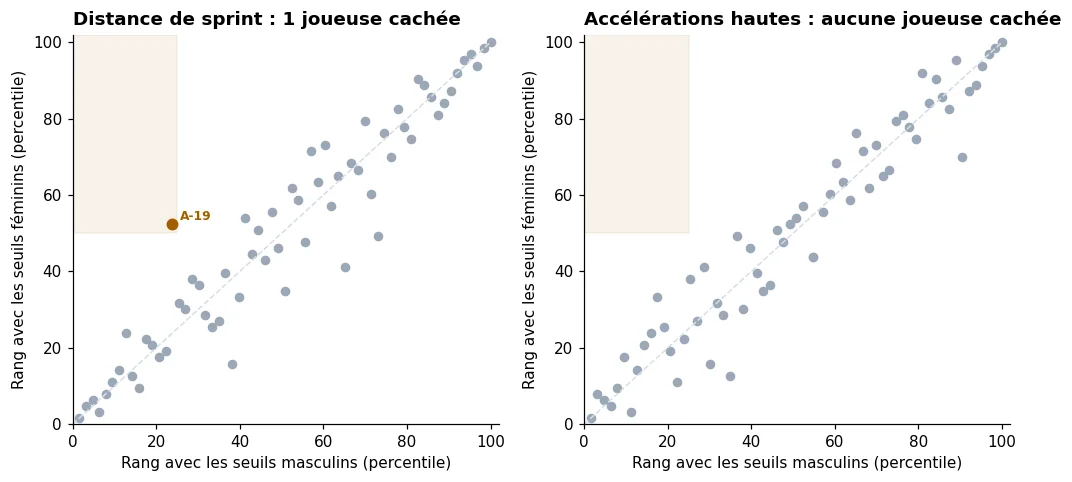 Distance de sprint : 1 joueuse cachée
Rang avec les seuils féminins (percentile)
100
80
60
40
20
0
A-19
0 20 40 60 80 100
Rang avec les seuils masculins (percentile)
Accélérations hautes : aucune joueuse cachée
Rang avec les seuils féminins (percentile)
100
80
60
40
20
0
0 20 40 60 80 100
Rang avec les seuils masculins (percentile)